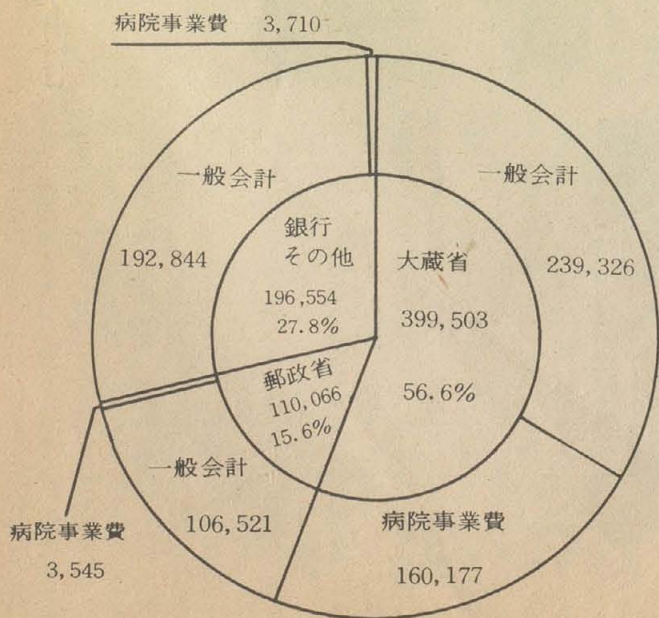 病院事業費 3,710
一般会計
239,326
大蔵省
399,503
56.6%
病院事業費
160,177
郵政省
110,066
15.6%
一般会計
106,521
病院事業費
3,545
銀行
その他
196,554
27.8%
一般会計
192,844